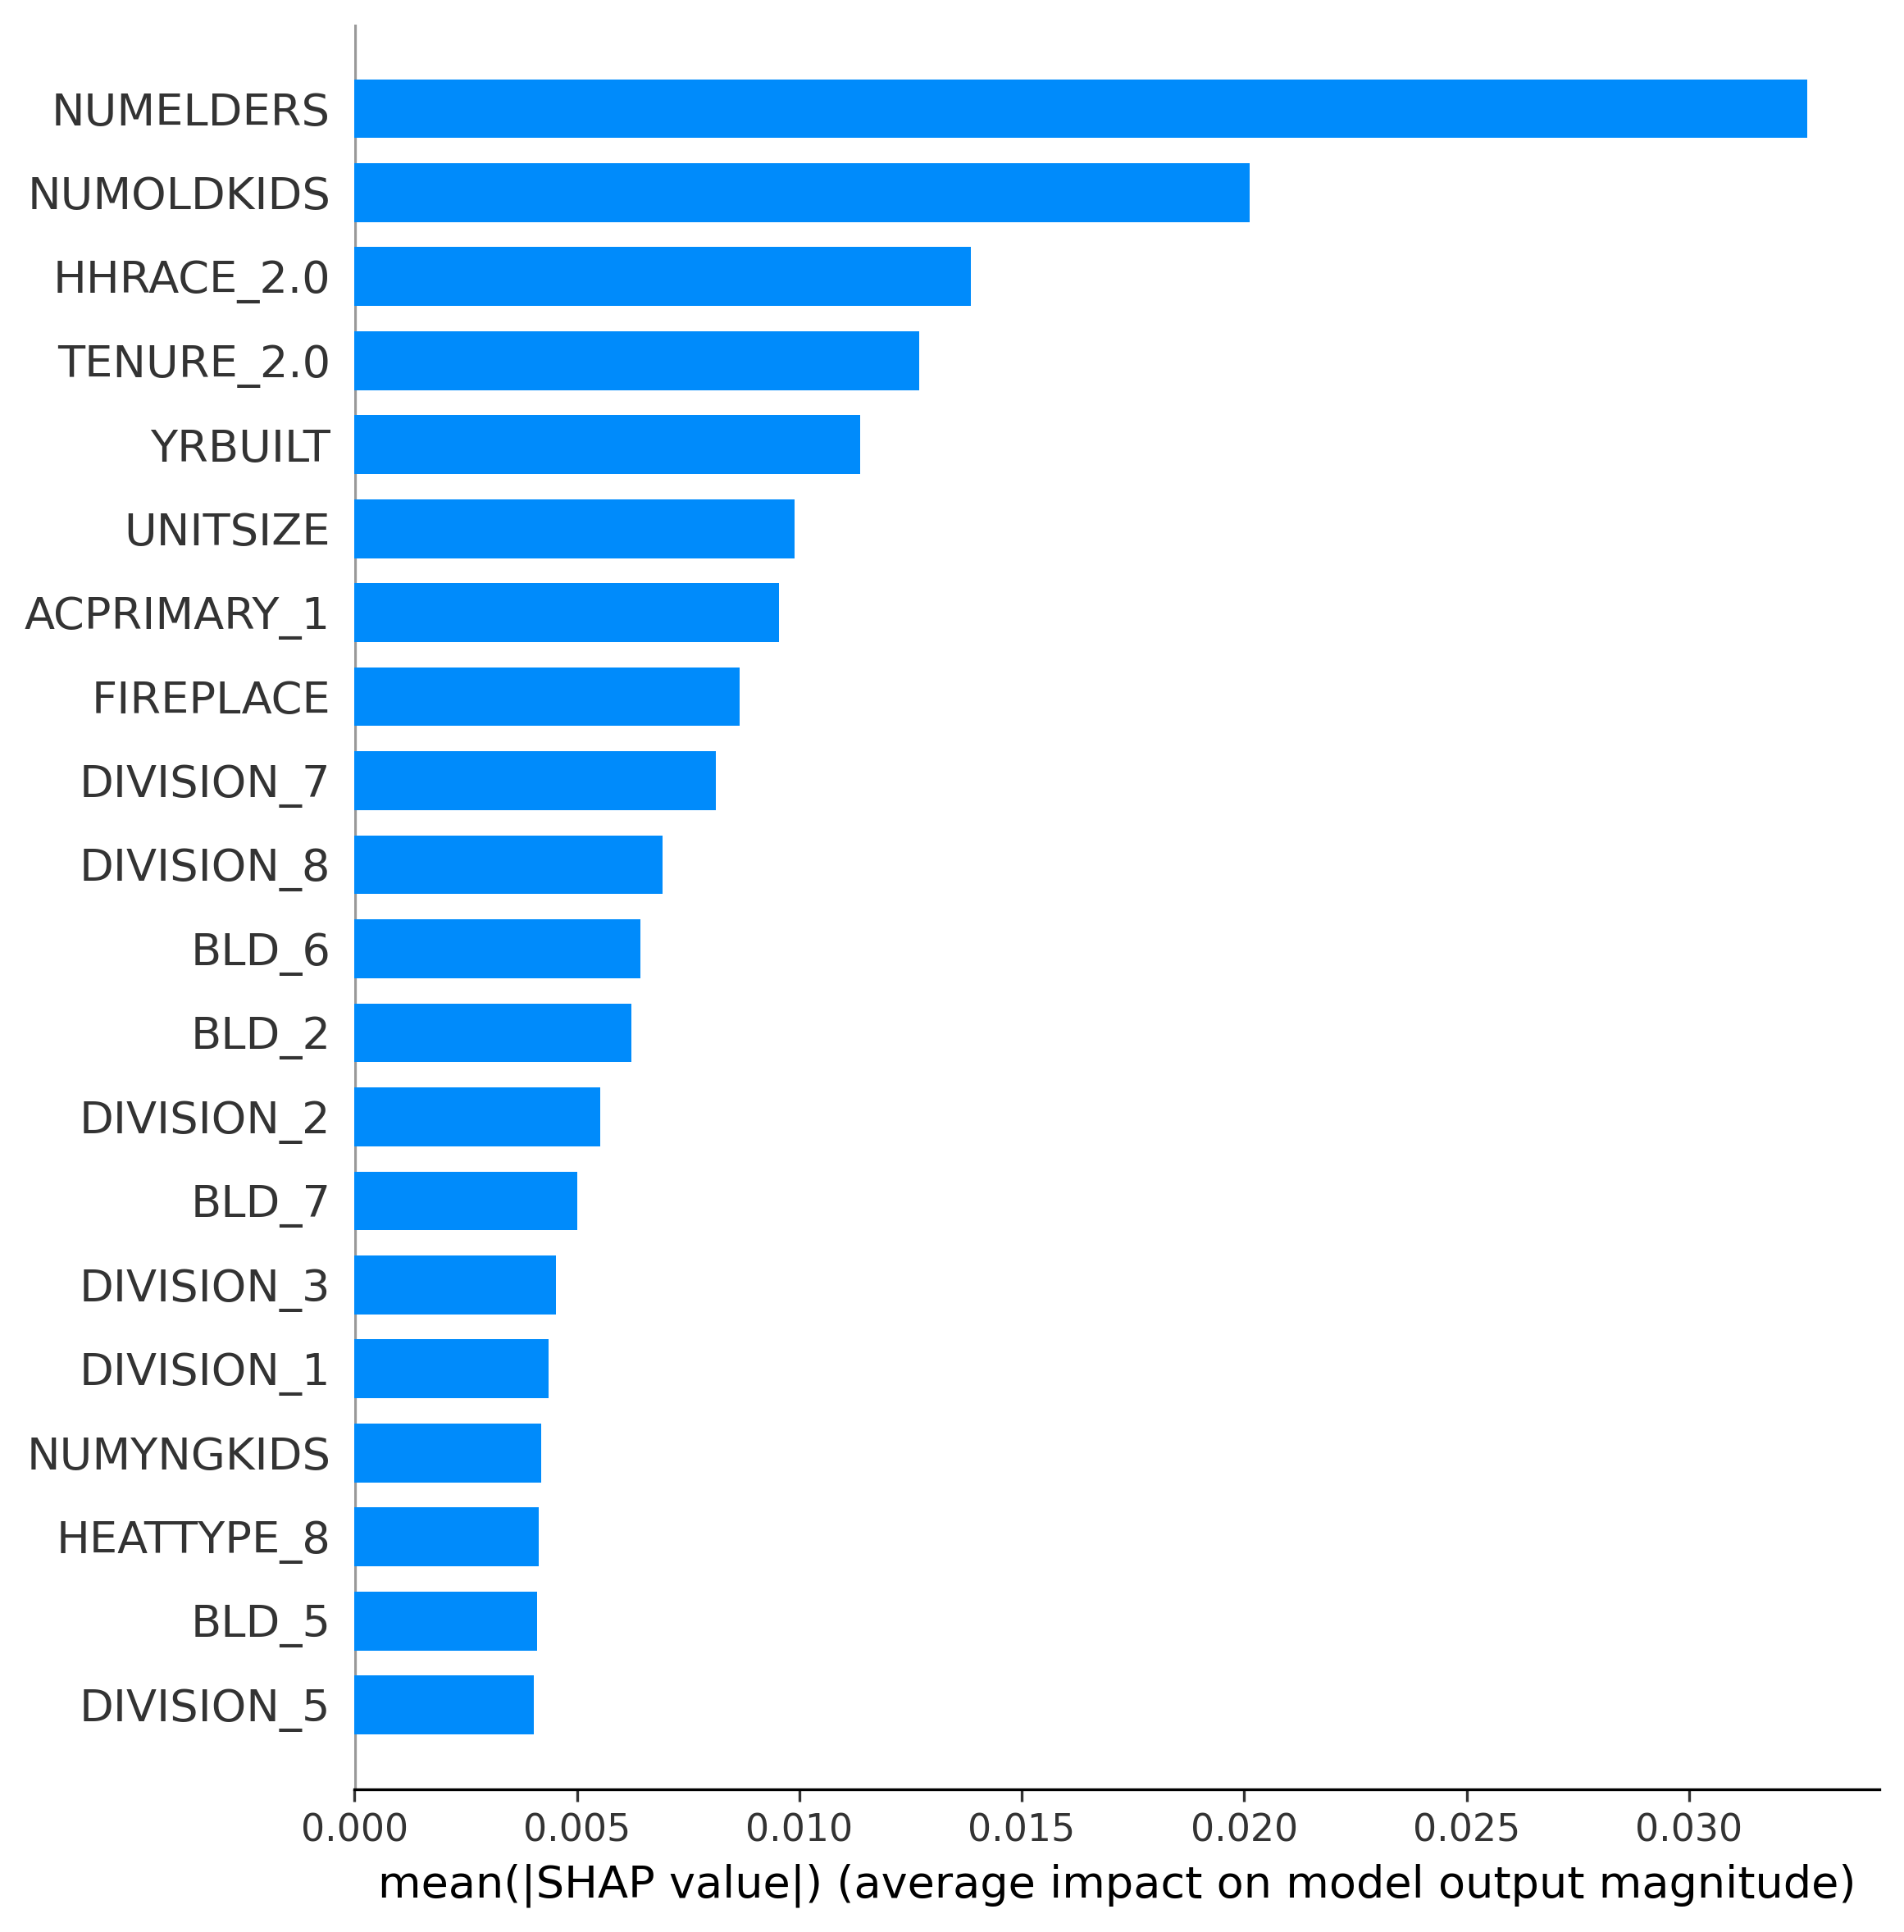 NUMELDERS
NUMOLDKIDS
HHRACE_2.0
TENURE_2.0
YRBUILT
UNITSIZE
ACPRIMARY_1
FIREPLACE
DIVISION_7
DIVISION_8
BLD_6
BLD_2
DIVISION_2
BLD_7
DIVISION_3
DIVISION_1
NUMYNGKIDS
HEATTYPE_8
BLD_5
DIVISION_5
0.000 0.005 0.010 0.015 0.020 0.025 0.030
mean(|SHAP value|) (average impact on model output magnitude)